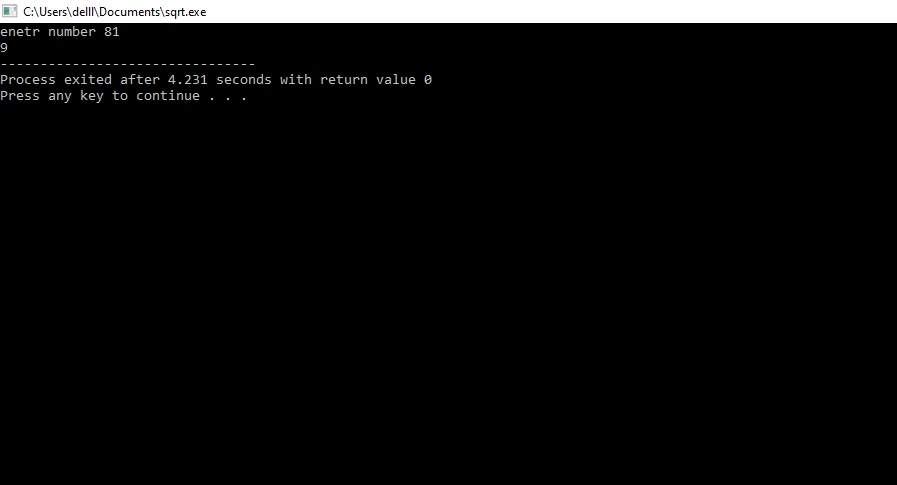 C:\Users\delll\Documents\sqrt.exe
enetr number 81
9
--------------------------------
Process exited after 4.231 seconds with return value 0
Press any key to continue . . .